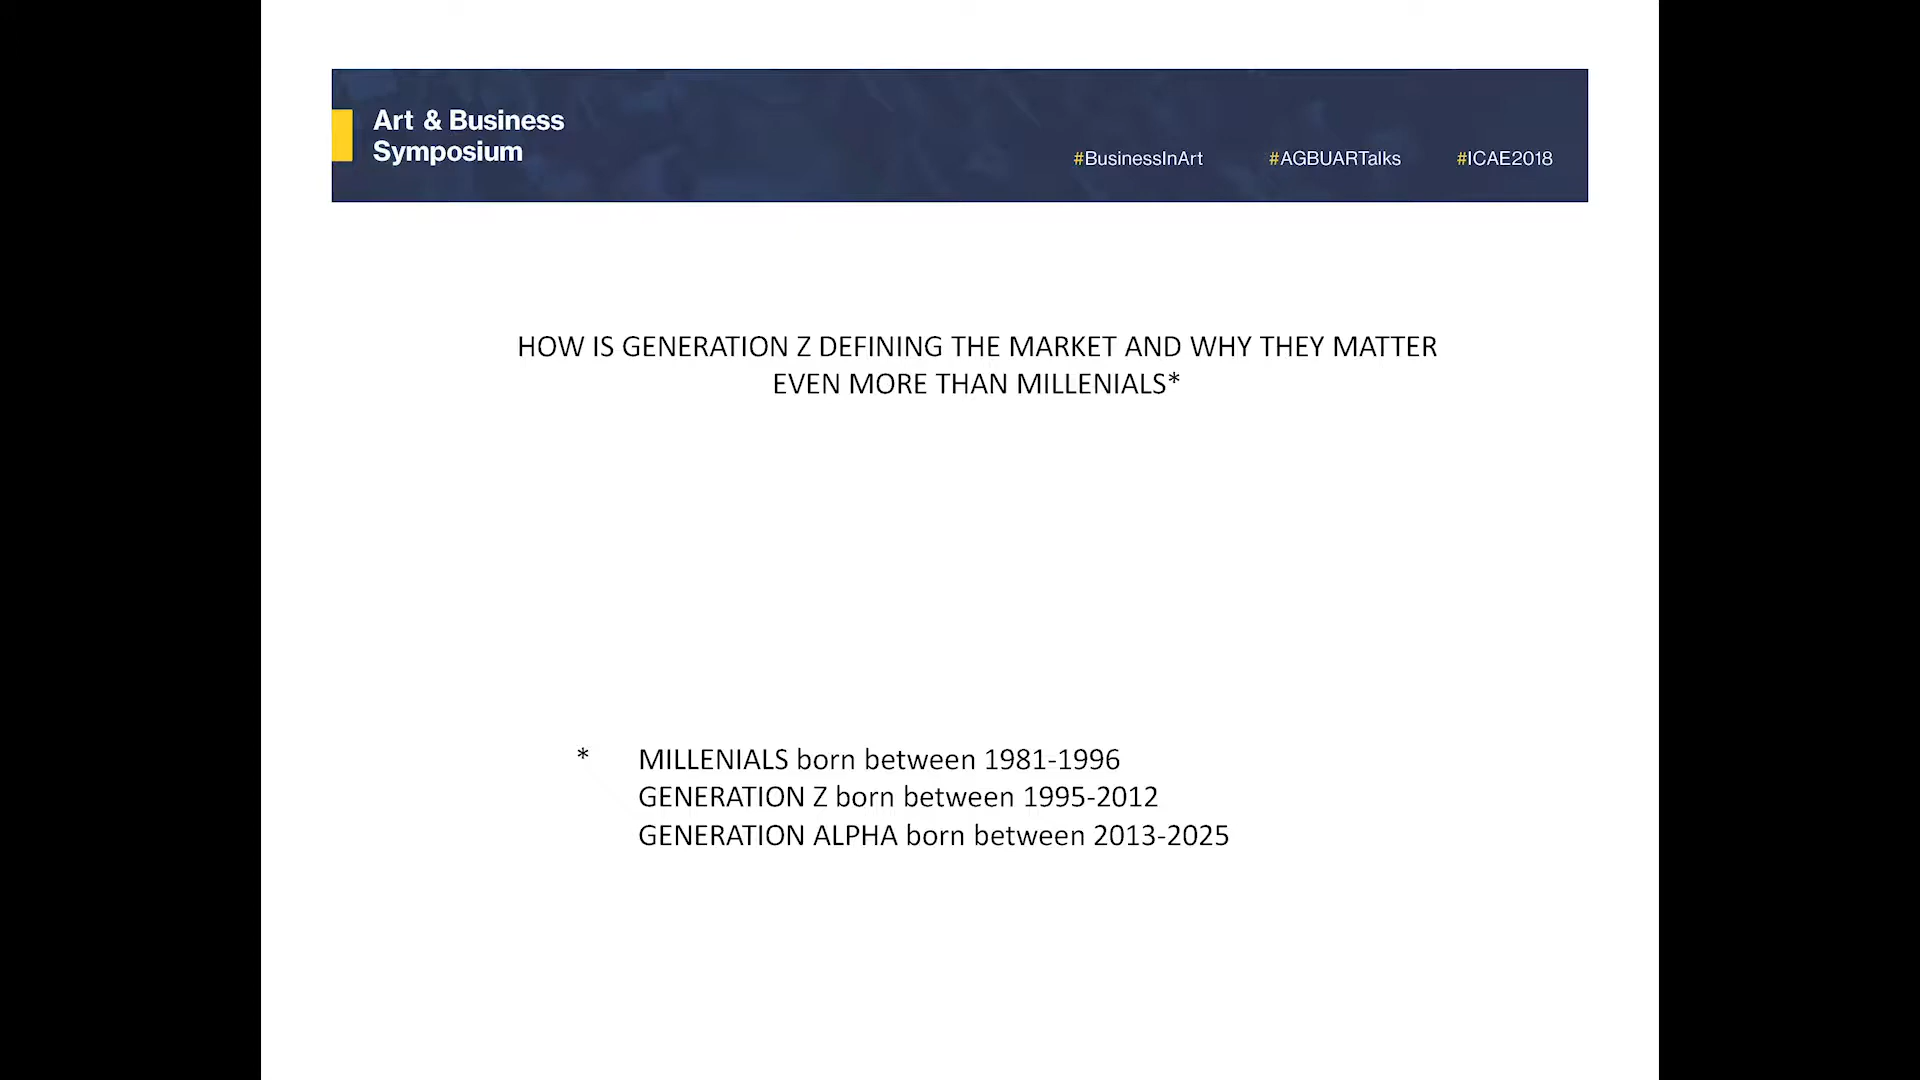 Art & Business
Symposium
#BusinessInArt #AGBUARTalks #ICAE2018
HOW IS GENERATION Z DEFINING THE MARKET AND WHY THEY MATTER
EVEN MORE THAN MILLENIALS*
* MILLENIALS born between 1981-1996
GENERATION Z born between 1995-2012
GENERATION ALPHA born between 2013-2025